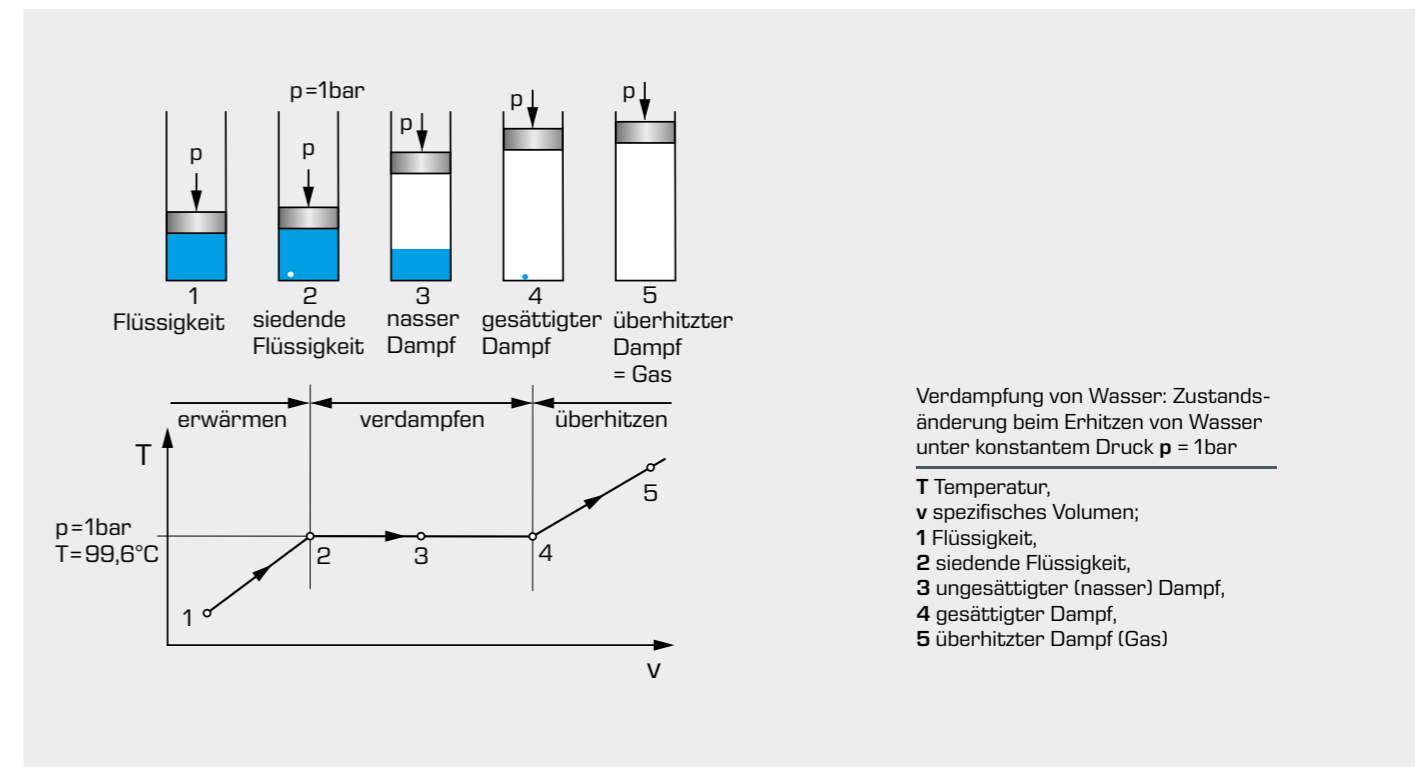 p=1bar
p
p
p
p
p
1
2
3
4
5
Flüssigkeit
siedende
Flüssigkeit
nasser
Dampf
gesättigter
Dampf
überhitzter
Dampf
= Gas
erwärmen
verdampfen
überhitzen
T
p=1bar
T=99,6°C
1
2
3
4
5
v
Verdampfung von Wasser: Zustands-
änderung beim Erhitzen von Wasser
unter konstantem Druck p = 1bar
T Temperatur,
v spezifisches Volumen;
1 Flüssigkeit,
2 siedende Flüssigkeit,
3 ungesättigter (nasser) Dampf,
4 gesättigter Dampf,
5 überhitzter Dampf (Gas)